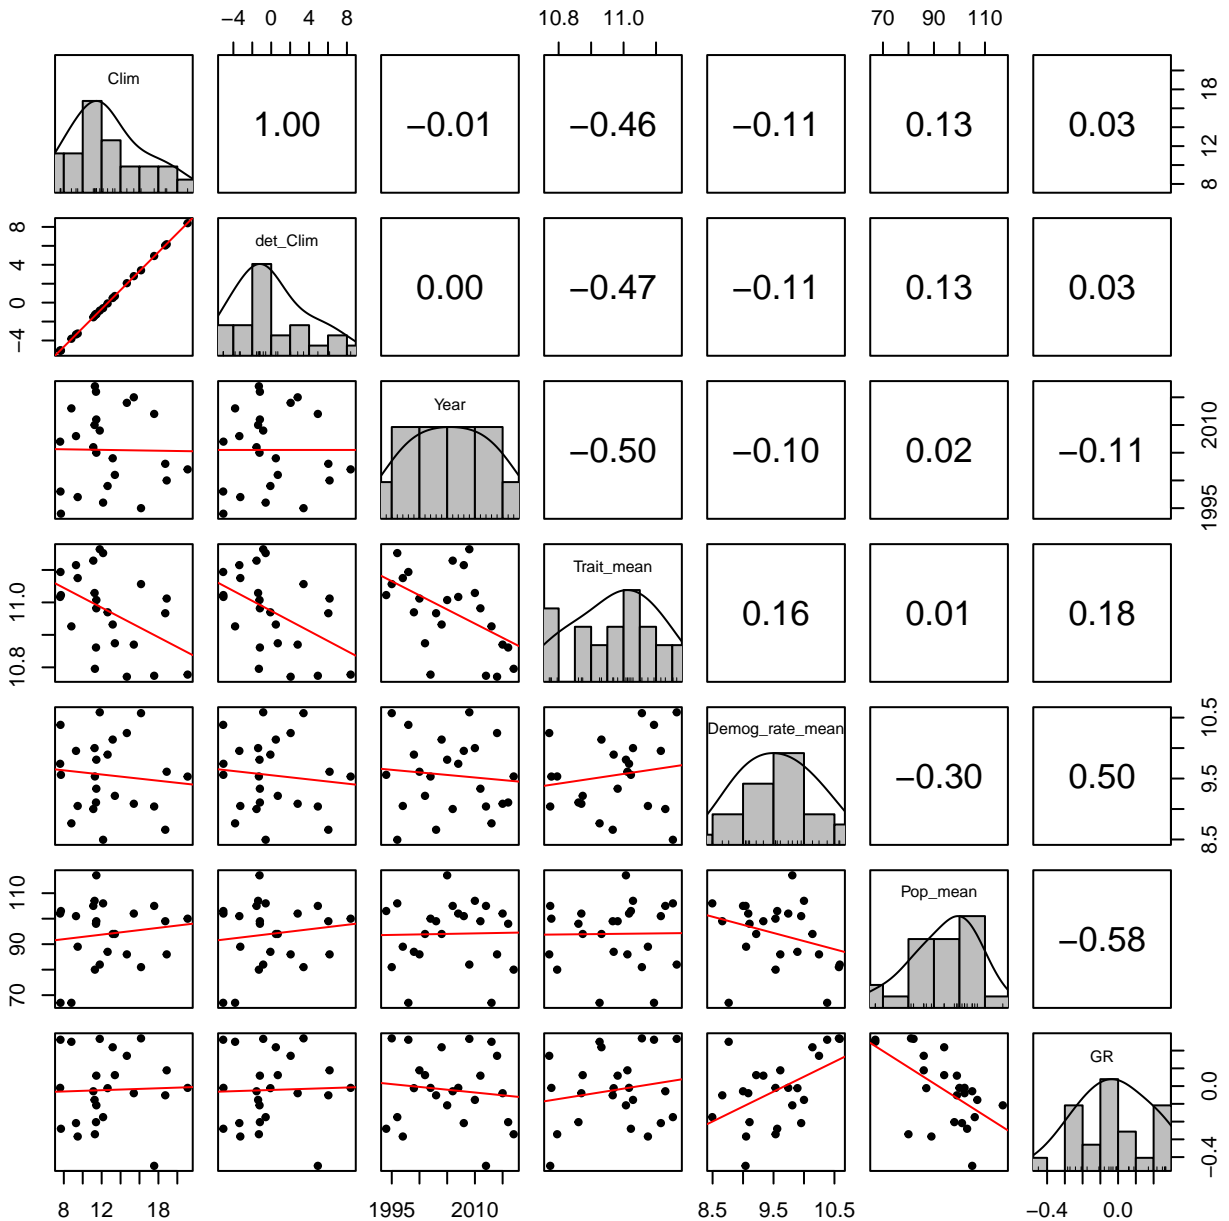 −4 0 4 8 10.8 11.0 70 90 110
Clim 1.00 −0.01 −0.46 −0.11 0.13 0.03 8 12 18
−4 0 4 8 det_Clim 0.00 −0.47 −0.11 0.13 0.03
Year −0.50 −0.10 0.02 −0.11 1995 2010
10.8 11.0 Trait_mean 0.16 0.01 0.18
Demog_rate_mean −0.30 0.50 8.5 9.5 10.5
70 90 110 Pop_mean −0.58
GR −0.4 0.0
8 12 18 1995 2010 8.5 9.5 10.5 −0.4 0.0